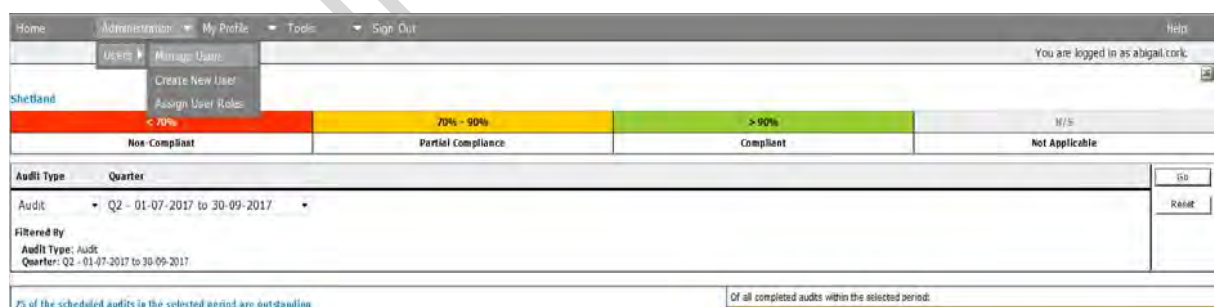 Home Administration My Profile Tools Sign Out Help
Users Manage Users You are logged in as abigail.cork.
Create New User
Shetland
Assign User Roles
< 70% 70% - 90% > 90% N/S
Non-Compliant Partial Compliance Compliant Not Applicable
Audit Type Quarter Go
Audit Q2 - 01-07-2017 to 30-09-2017 Reset
Filtered By
Audit Type: Audit
Quarter: Q2 - 01-07-2017 to 30-09-2017
25 of the scheduled audits in the selected period are outstanding Of all completed audits within the selected period: